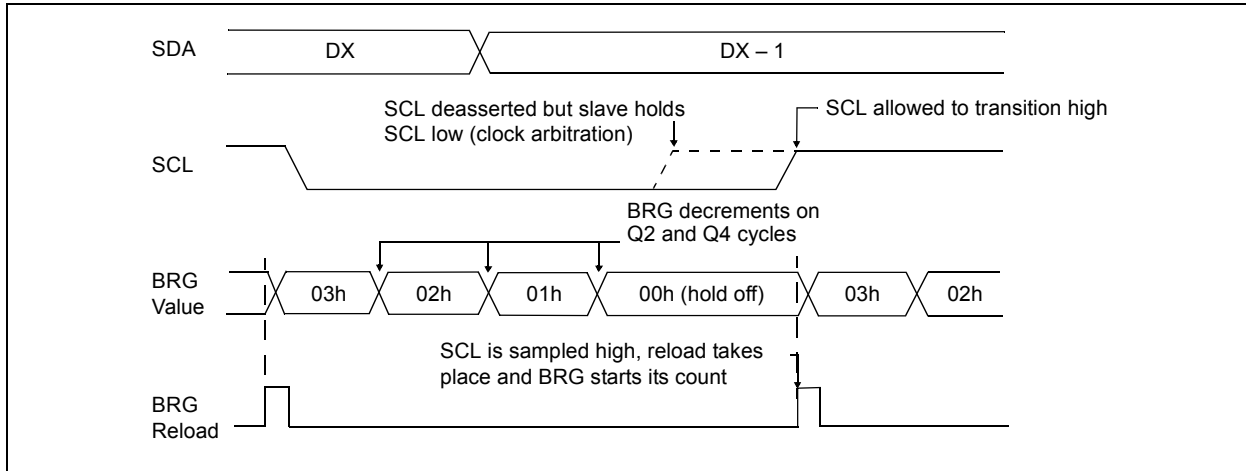 SDA
DX
DX – 1
SCL deasserted but slave holds
SCL low (clock arbitration)
SCL allowed to transition high
SCL
BRG decrements on
Q2 and Q4 cycles
BRG
Value
03h
02h
01h
00h (hold off)
03h
02h
SCL is sampled high, reload takes
place and BRG starts its count
BRG
Reload